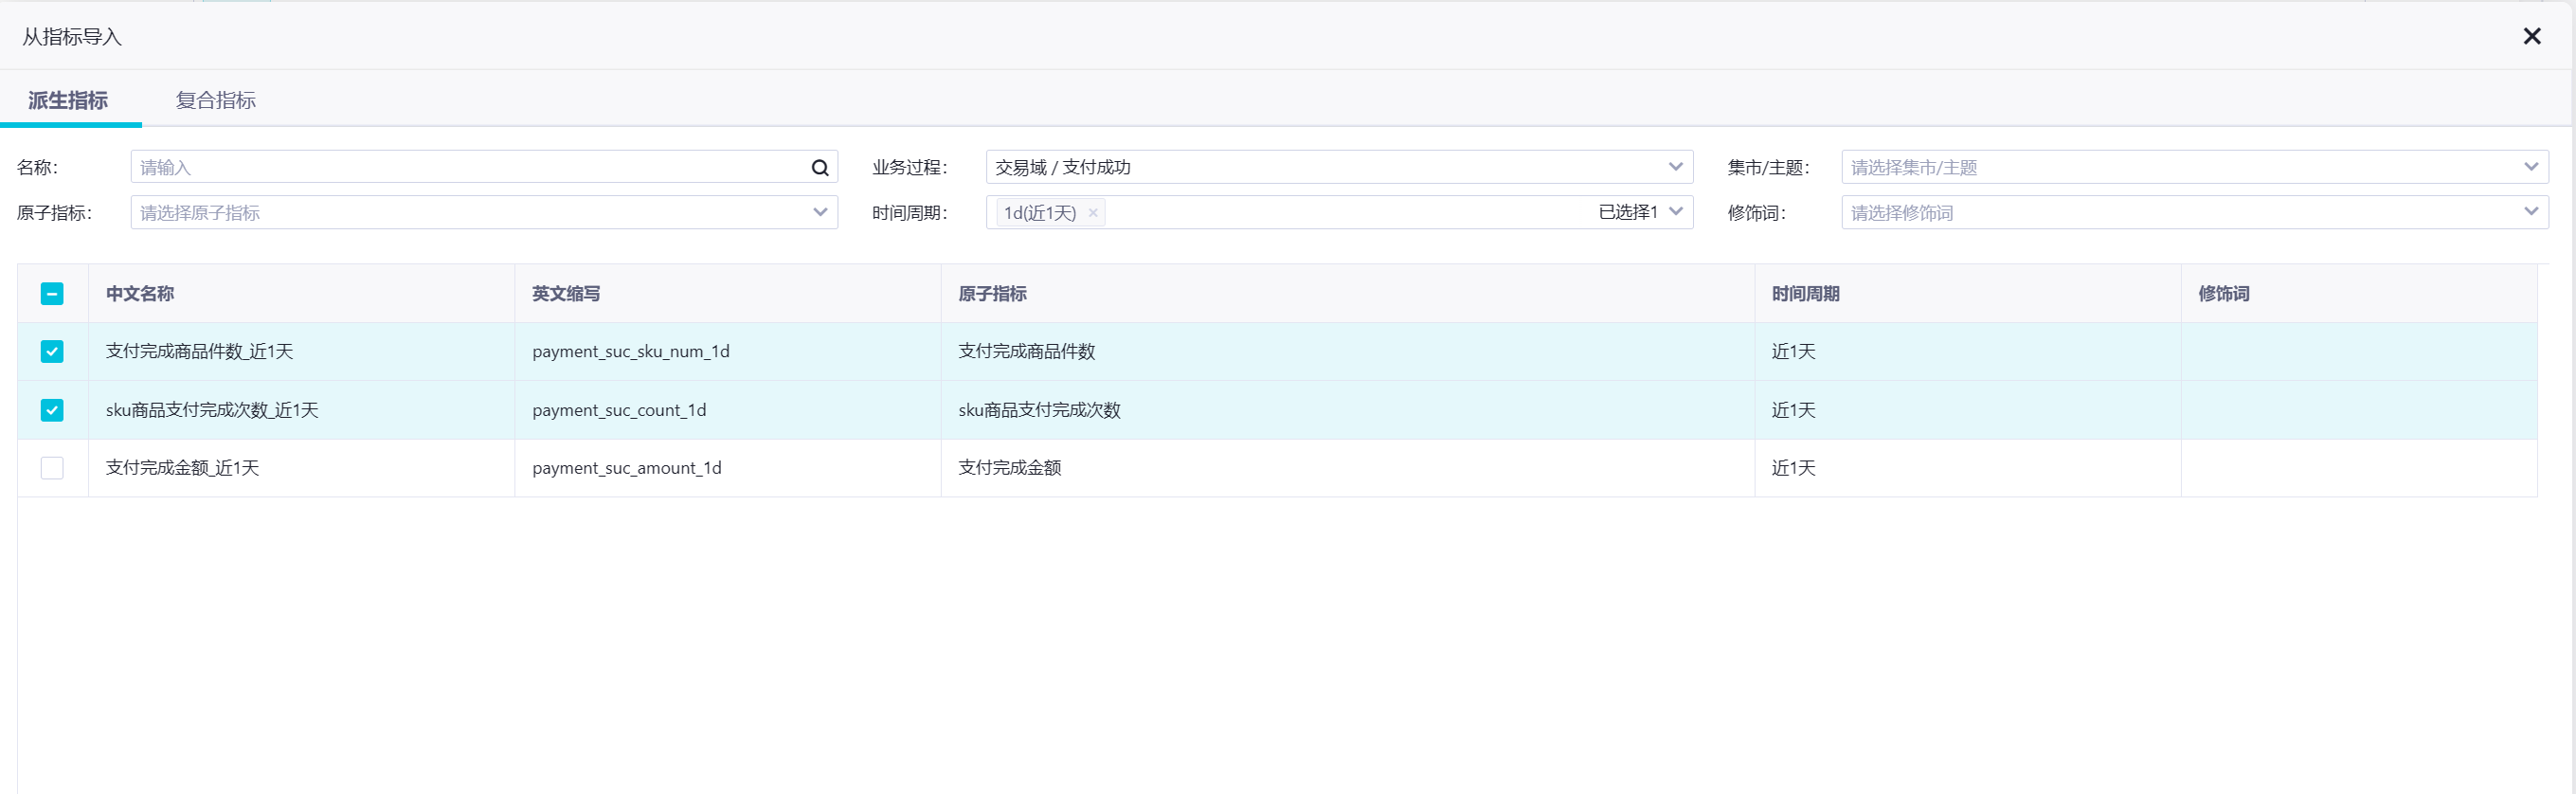 从指标导入
派生指标 复合指标
名称: 请输入 业务过程: 交易域 / 支付成功 集市/主题: 请选择集市/主题
原子指标: 请选择原子指标 时间周期: 1d(近1天) × 已选择1 修饰词: 请选择修饰词
中文名称 英文缩写 原子指标 时间周期 修饰词
支付完成商品件数_近1天 payment_suc_sku_num_1d 支付完成商品件数 近1天
sku商品支付完成次数_近1天 payment_suc_count_1d sku商品支付完成次数 近1天
支付完成金额_近1天 payment_suc_amount_1d 支付完成金额 近1天